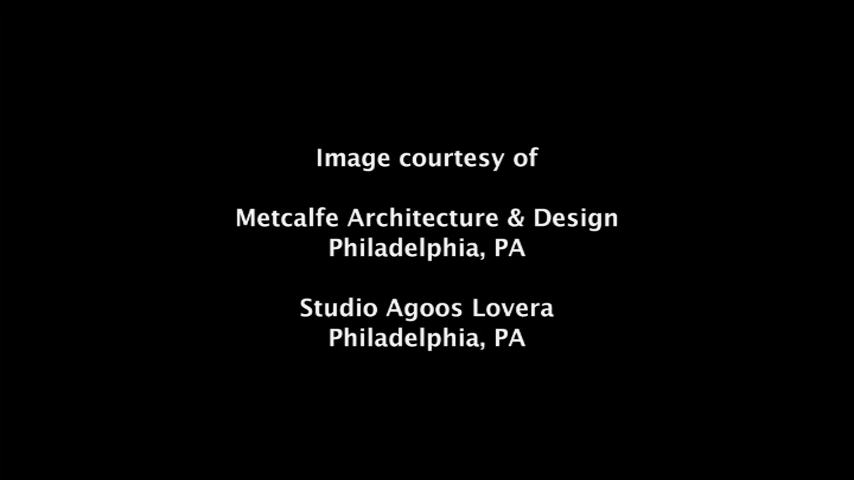 Image courtesy of
Metcalfe Architecture & Design
Philadelphia, PA
Studio Agoos Lovera
Philadelphia, PA